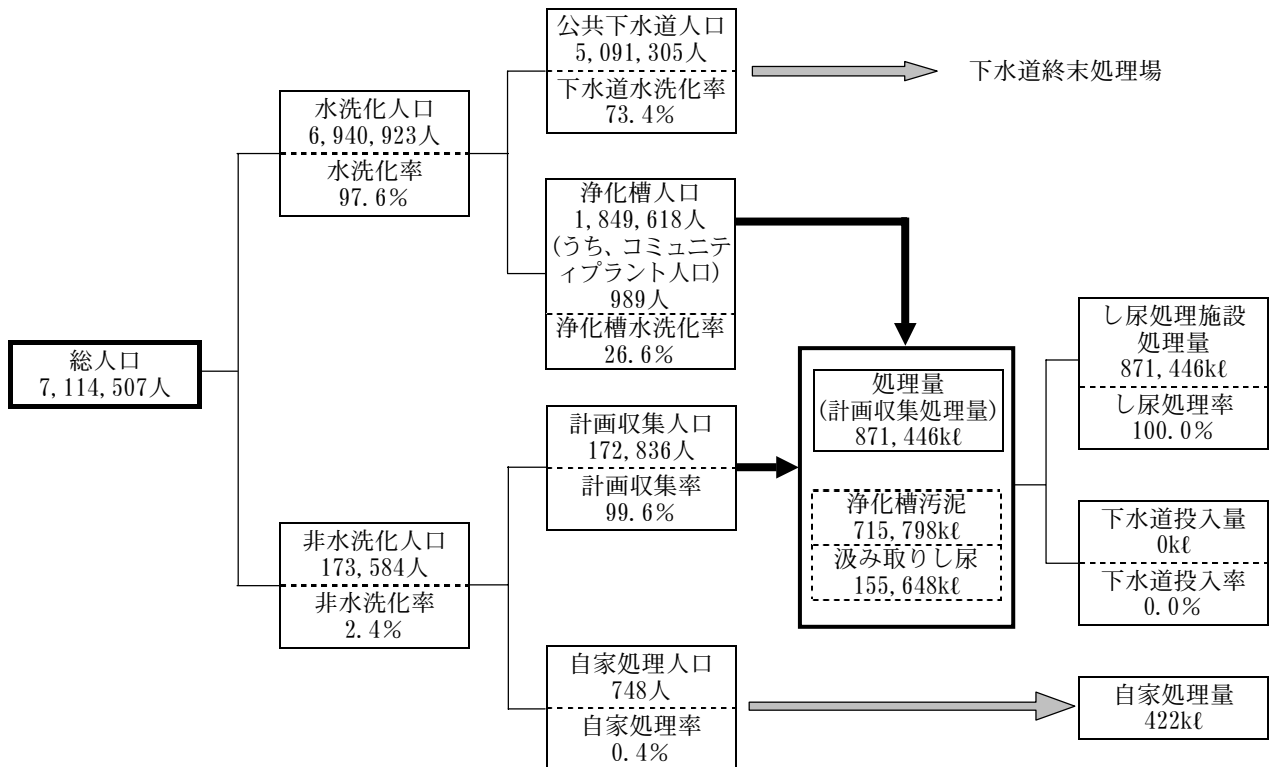 総人口
7,114,507人
水洗化人口
6,940,923人
水洗化率
97.6%
非水洗化人口
173,584人
非水洗化率
2.4%
公共下水道人口
5,091,305人
下水道水洗化率
73.4%
下水道終末処理場
浄化槽人口
1,849,618人
(うち、コミュニテ
ィプラント人口)
989人
浄化槽水洗化率
26.6%
計画収集人口
172,836人
計画収集率
99.6%
自家処理人口
748人
自家処理率
0.4%
処理量
(計画収集処理量)
871,446kℓ
浄化槽汚泥
715,798kℓ
汲み取りし尿
155,648kℓ
し尿処理施設
処理量
871,446kℓ
し尿処理率
100.0%
下水道投入量
0kℓ
下水道投入率
0.0%
自家処理量
422kℓ